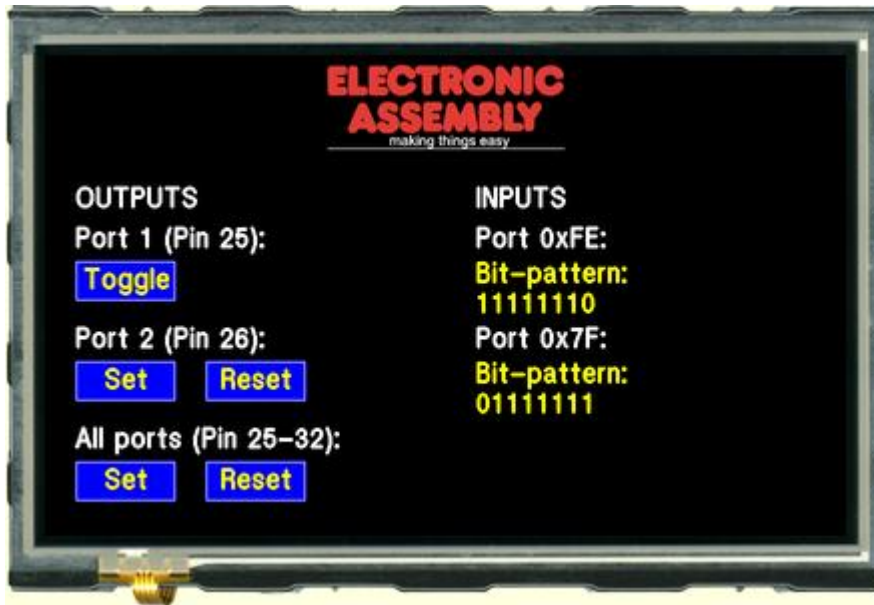 ELECTRONIC
ASSEMBLY
making things easy
OUTPUTS
Port 1 (Pin 25):
Toggle
Port 2 (Pin 26):
Set Reset
All ports (Pin 25-32):
Set Reset
INPUTS
Port 0xFE:
Bit-pattern:
11111110
Port 0x7F:
Bit-pattern:
01111111